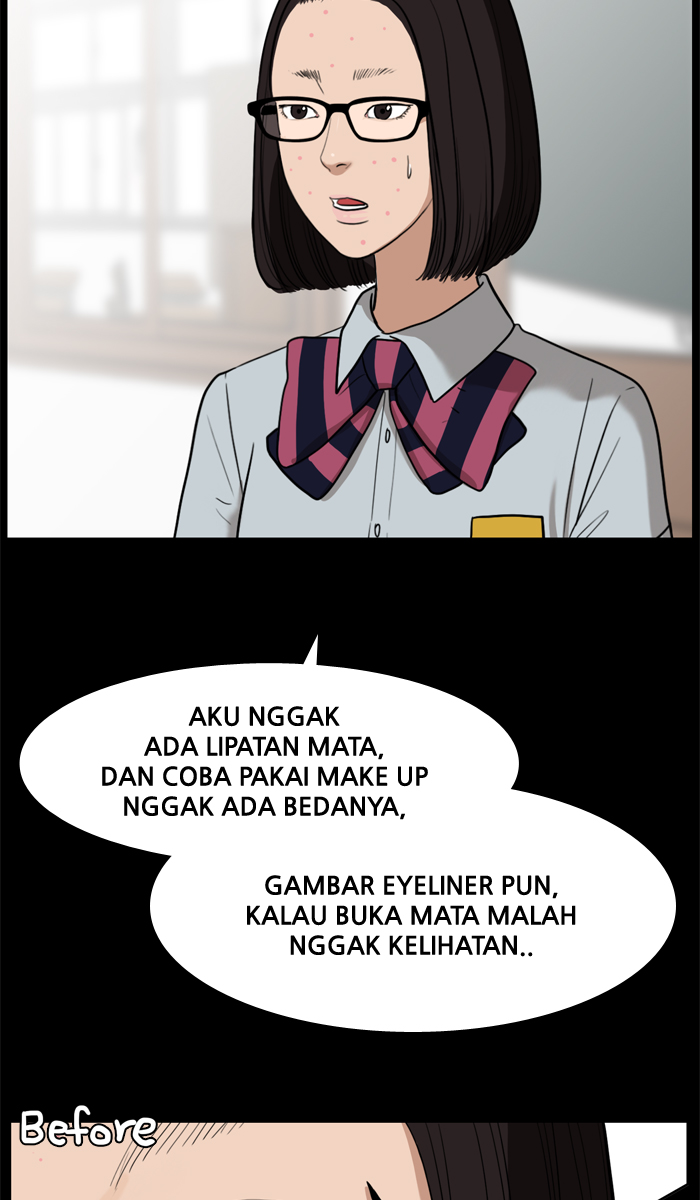 AKU NGGAK
ADA LIPATAN MATA,
DAN COBA PAKAI MAKE UP
NGGAK ADA BEDANYA,
GAMBAR EYELINER PUN,
KALAU BUKA MATA MALAH
NGGAK KELIHATAN..
Before